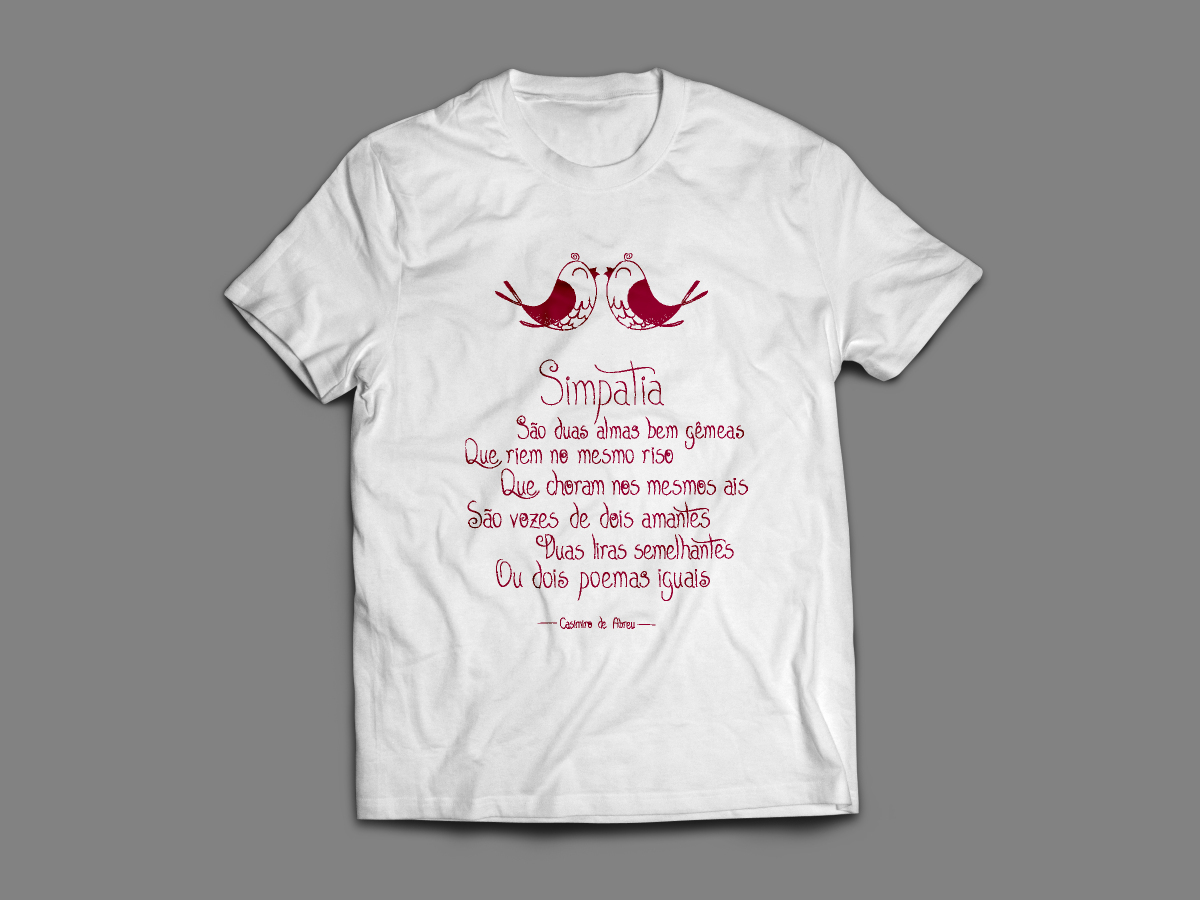 Simpatia
São duas almas bem gêmeas
Que riem no mesmo riso
Que choram nos mesmos ais
São vozes de dois amantes
Duas liras semelhantes
Ou dois poemas iguais
Casimiro de Abreu